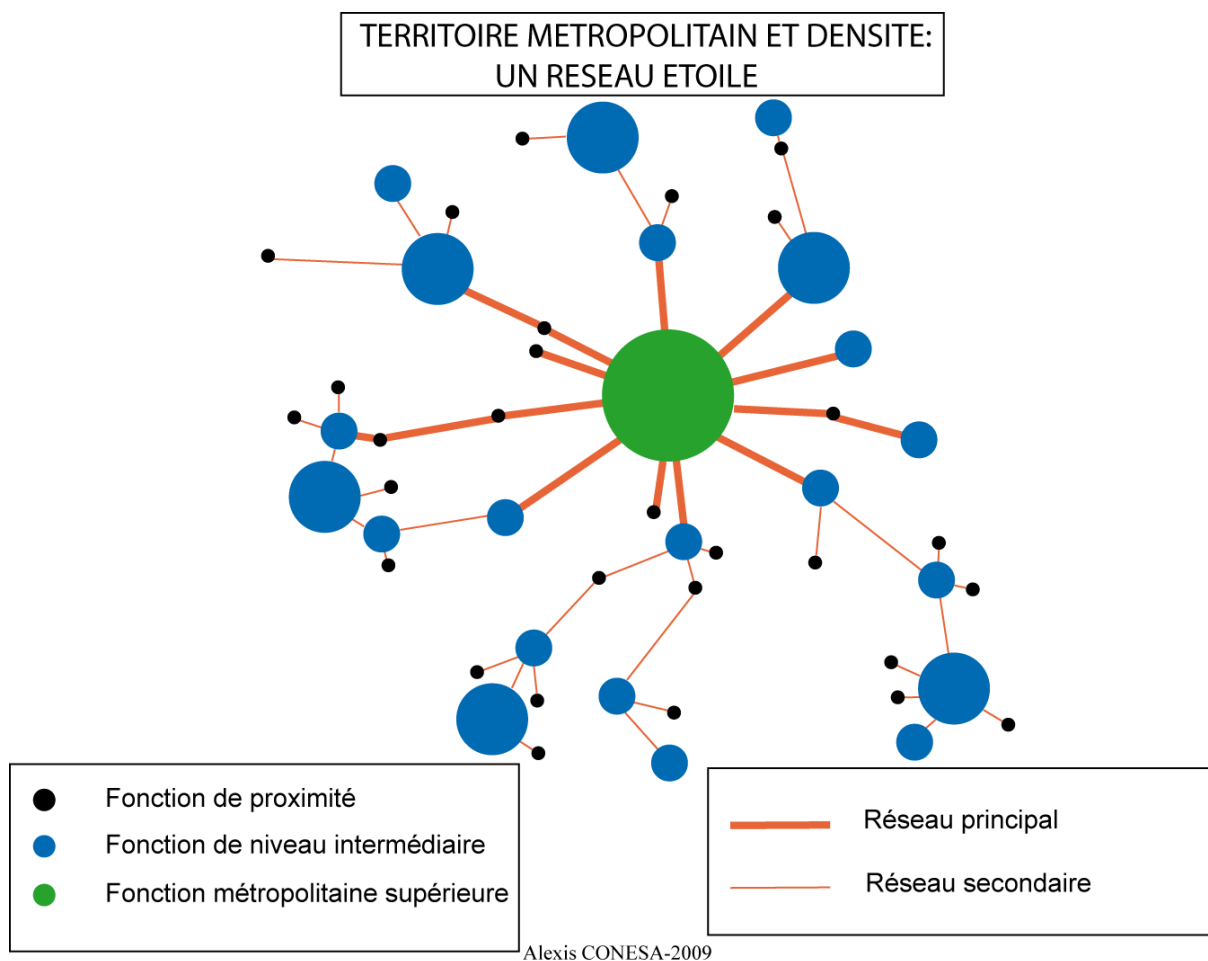 TERRITOIRE METROPOLITAIN ET DENSITE:
UN RESEAU ETOILE
Fonction de proximité
Fonction de niveau intermédiaire
Fonction métropolitaine supérieure
Réseau principal
Réseau secondaire
Alexis CONESA-2009